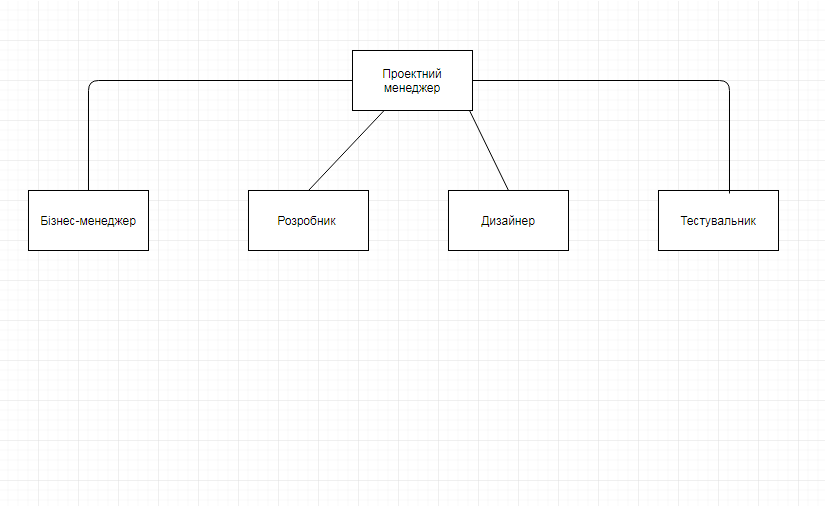 Проектний
менеджер
Бізнес-менеджер
Розробник
Дизайнер
Тестувальник